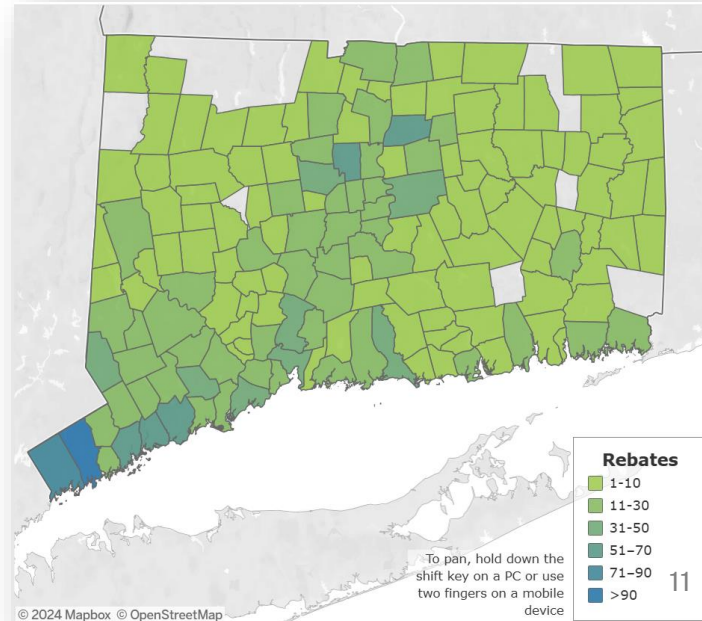 Rebates
1-10
11-30
31-50
51–70
71–90
>90
11
To pan, hold down the
shift key on a PC or use
two fingers on a mobile
device
© 2024 Mapbox © OpenStreetMap